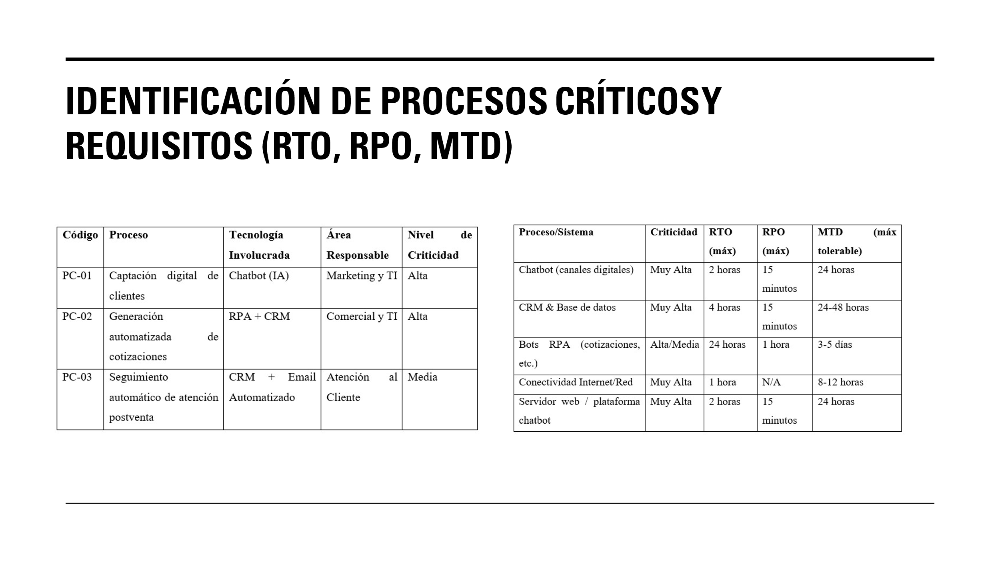 IDENTIFICACIÓN DE PROCESOS CRÍTICOS Y
REQUISITOS (RTO, RPO, MTD)
Código Proceso Tecnología Involucrada Área Responsable Nivel de Criticidad
PC-01 Captación digital de clientes Chatbot (IA) Marketing y TI Alta
PC-02 Generación automatizada de cotizaciones RPA + CRM Comercial y TI Alta
PC-03 Seguimiento automático de atención postventa CRM + Email Automatizado Atención al Cliente Media
Proceso/Sistema Criticidad RTO (máx) RPO (máx) MTD (máx tolerable)
Chatbot (canales digitales) Muy Alta 2 horas 15 minutos 24 horas
CRM & Base de datos Muy Alta 4 horas 15 minutos 24-48 horas
Bots RPA (cotizaciones, etc.) Alta/Media 24 horas 1 hora 3-5 días
Conectividad Internet/Red Muy Alta 1 hora N/A 8-12 horas
Servidor web / plataforma chatbot Muy Alta 2 horas 15 minutos 24 horas